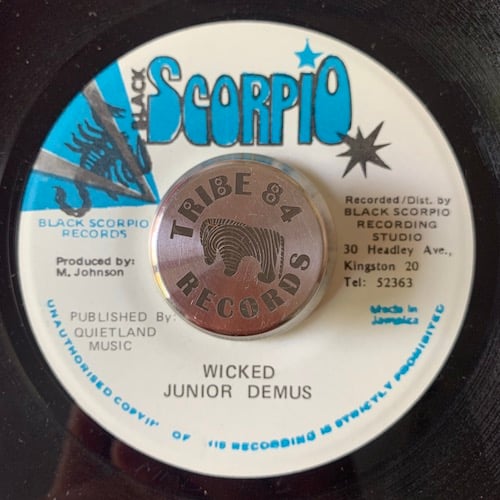 BLACK
SCORPIO
BLACK SCORPIO
RECORDS
Produced by:
M. Johnson
PUBLISHED By:
QUIETLAND
MUSIC
TRIBE 84
RECORDS
Recorded/Dist. by
BLACK SCORPIO
RECORDING
STUDIO
30 Headley Ave.,
Kingston 20
Tel: 52363
Made in
Jamaica
WICKED
JUNIOR DEMUS
UNAUTHORISED COPYI OF HIS RECORDING IS STRICTLY PROHIBITED